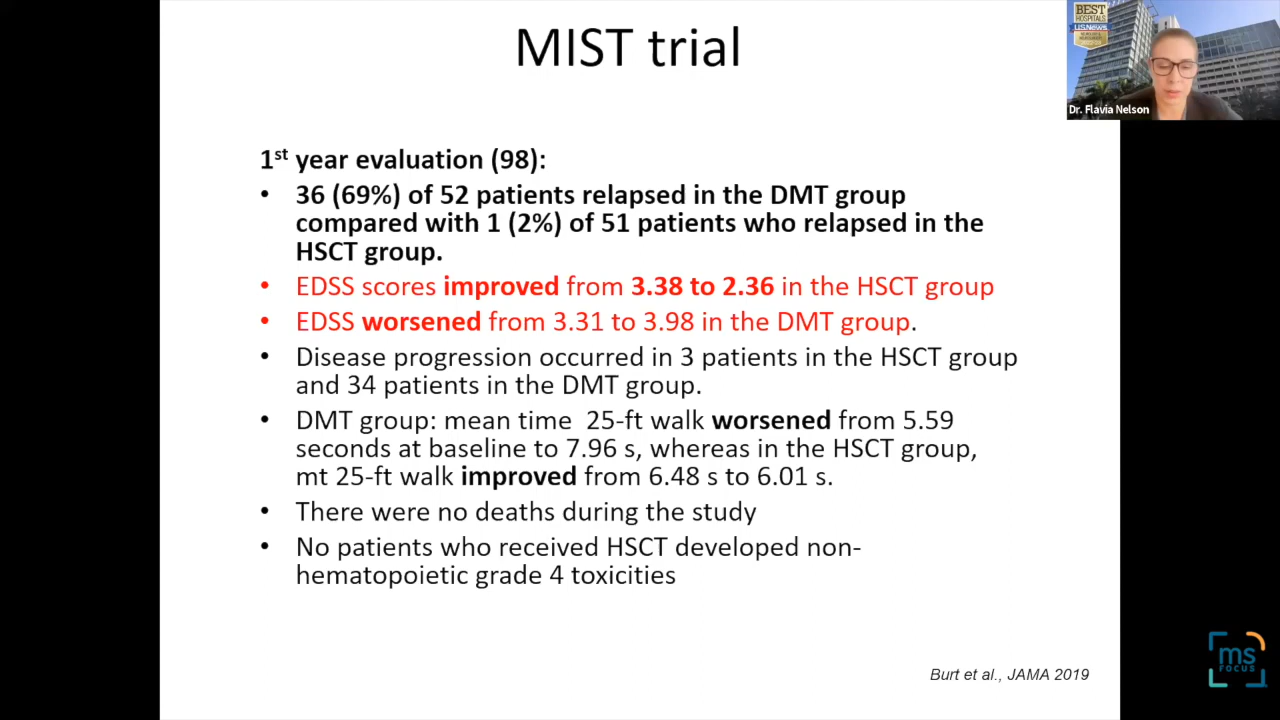 MIST trial
BEST
HOSPITALS
U.S.News
Dr. Flavia Nelson
1st year evaluation (98):
• 36 (69%) of 52 patients relapsed in the DMT group
compared with 1 (2%) of 51 patients who relapsed in the
HSCT group.
• EDSS scores improved from 3.38 to 2.36 in the HSCT group
• EDSS worsened from 3.31 to 3.98 in the DMT group.
• Disease progression occurred in 3 patients in the HSCT group
and 34 patients in the DMT group.
• DMT group: mean time 25-ft walk worsened from 5.59
seconds at baseline to 7.96 s, whereas in the HSCT group,
mt 25-ft walk improved from 6.48 s to 6.01 s.
• There were no deaths during the study
• No patients who received HSCT developed non-
hematopoietic grade 4 toxicities
Burt et al., JAMA 2019
ms
FOCUS